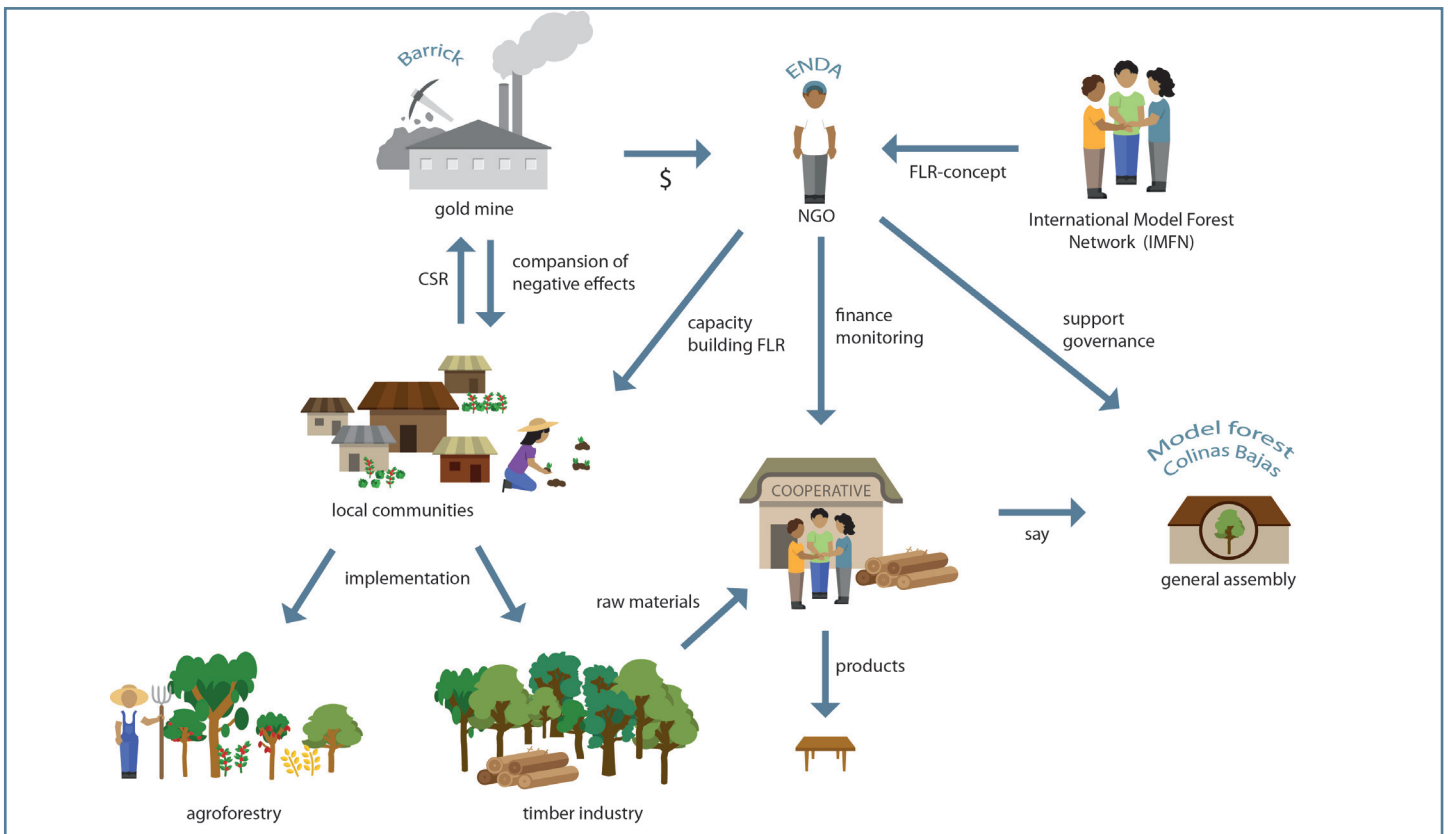 Barrick
ENDA
$
FLR-concept
gold mine
NGO
International Model Forest
Network (IMFN)
CSR
compansion of
negative effects
capacity
building FLR
finance
monitoring
support
governance
Model forest
Colinas Bajas
COOPERATIVE
local communities
say
general assembly
implementation
raw materials
products
agroforestry
timber industry